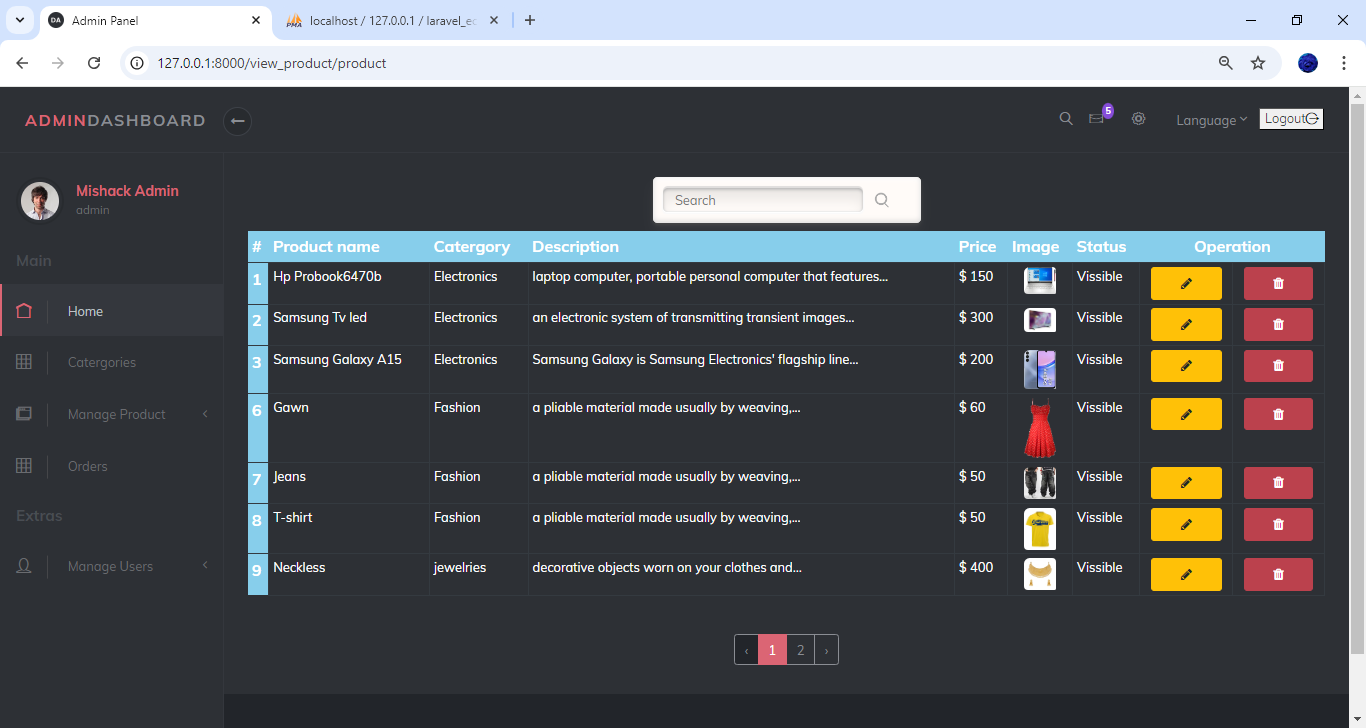 DA Admin Panel
PMA localhost / 127.0.0.1 / laravel_ec
127.0.0.1:8000/view_product/product
ADMINDASHBOARD
5
Language
Logout
Mishack Admin
admin
Main
Home
Catergories
Manage Product
Orders
Extras
Manage Users
Search
# Product name Catergory Description Price Image Status Operation
1 Hp Probook6470b Electronics laptop computer, portable personal computer that features... $ 150 Vissible
2 Samsung Tv led Electronics an electronic system of transmitting transient images... $ 300 Vissible
3 Samsung Galaxy A15 Electronics Samsung Galaxy is Samsung Electronics' flagship line... $ 200 Vissible
6 Gawn Fashion a pliable material made usually by weaving,... $ 60 Vissible
7 Jeans Fashion a pliable material made usually by weaving,... $ 50 Vissible
8 T-shirt Fashion a pliable material made usually by weaving,... $ 50 Vissible
9 Neckless jewelries decorative objects worn on your clothes and... $ 400 Vissible
‹ 1 2 ›